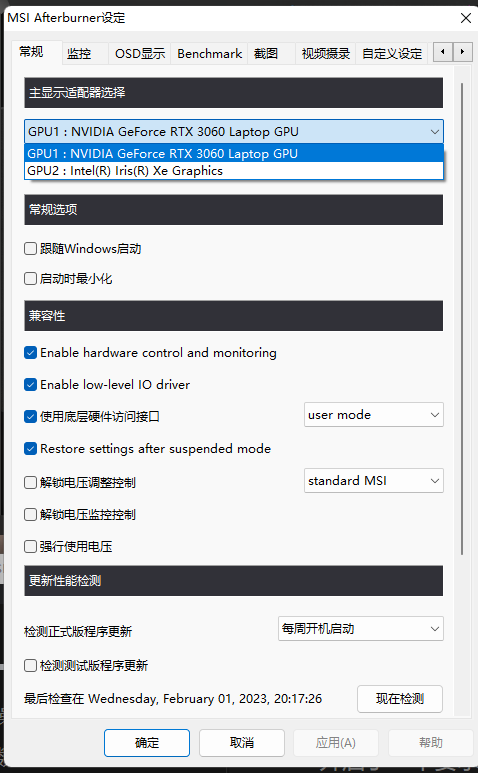 MSI Afterburner设定
常规 监控 OSD显示 Benchmark 截图 视频摄录 自定义设定
主显示适配器选择
GPU1 : NVIDIA GeForce RTX 3060 Laptop GPU
GPU1 : NVIDIA GeForce RTX 3060 Laptop GPU
GPU2 : Intel(R) Iris(R) Xe Graphics
常规选项
跟随Windows启动
启动时最小化
兼容性
Enable hardware control and monitoring
Enable low-level IO driver
使用底层硬件访问接口 user mode
Restore settings after suspended mode
解锁电压调整控制 standard MSI
解锁电压监控控制
强行使用电压
更新性能检测
检测正式版程序更新 每周开机启动
检测测试版程序更新
最后检查在 Wednesday, February 01, 2023, 20:17:26 现在检测
确定 取消 应用(A) 帮助